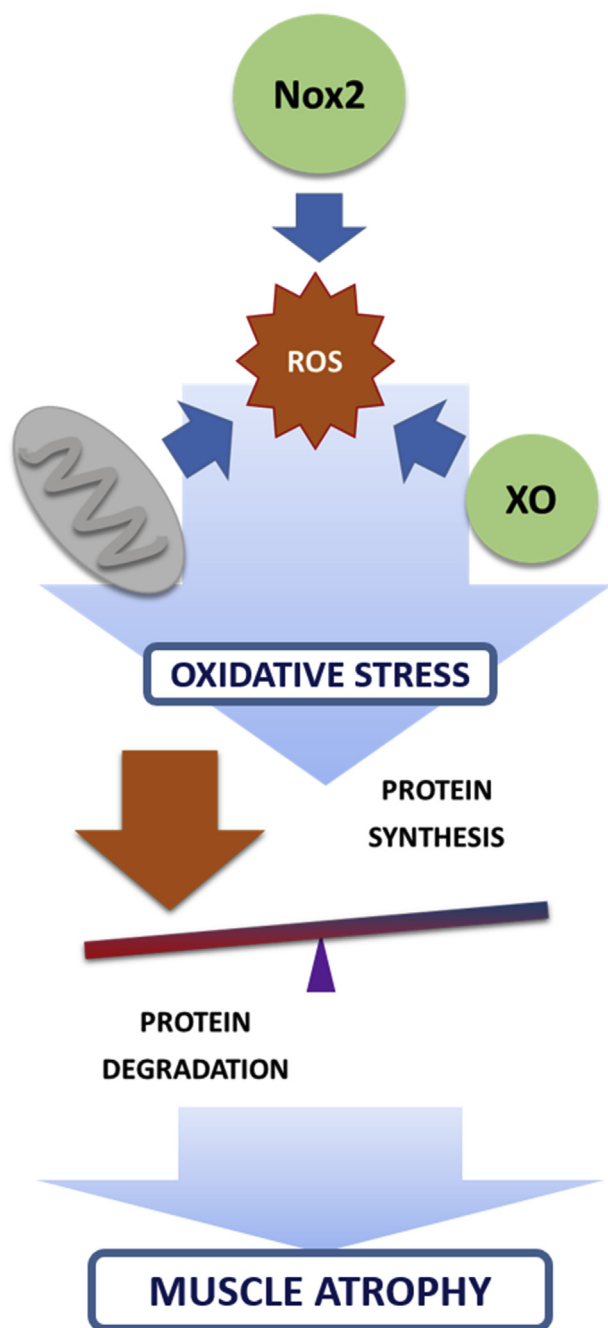 Nox2
ROS
XO
OXIDATIVE STRESS
PROTEIN
SYNTHESIS
PROTEIN
DEGRADATION
MUSCLE ATROPHY